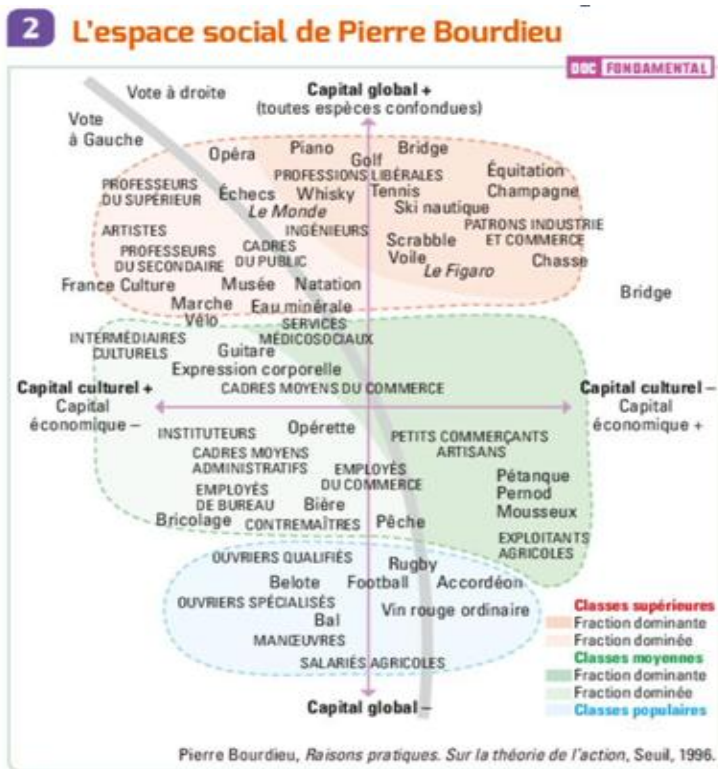 2 L'espace social de Pierre Bourdieu
DOC FONDAMENTAL
Vote à droite
Capital global +
(toutes espèces confondues)
Vote
à Gauche
Opéra
Piano
Golf
Bridge
PROFESSIONS LIBÉRALES
Équitation
PROFESSEURS
DU SUPÉRIEUR
Échecs
Whisky
Tennis
Champagne
Le Monde
Ski nautique
ARTISTES
INGÉNIEURS
PATRONS INDUSTRIE
ET COMMERCE
PROFESSEURS
DU SECONDAIRE
CADRES
DU PUBLIC
Scrabble
Voile
Le Figaro
Chasse
France Culture
Musée
Natation
Bridge
Marche
Vélo
Eau minérale
SERVICES
MÉDICOSOCIAUX
INTERMÉDIAIRES
CULTURELS
Guitare
Expression corporelle
Capital culturel +
Capital
économique –
CADRES MOYENS DU COMMERCE
Capital culturel –
Capital
économique +
INSTITUTEURS
Opérette
PETITS COMMERÇANTS
ARTISANS
CADRES MOYENS
ADMINISTRATIFS
EMPLOYÉS
DU COMMERCE
Pétanque
Pernod
Mousseux
EMPLOYÉS
DE BUREAU
Bière
Bricolage
CONTREMAÎTRES
Pêche
EXPLOITANTS
AGRICOLES
OUVRIERS QUALIFIÉS
Rugby
Belote
Football
Accordéon
OUVRIERS SPÉCIALISÉS
Vin rouge ordinaire
Bal
MANŒUVRES
SALARIÉS AGRICOLES
Classes supérieures
Fraction dominante
Fraction dominée
Classes moyennes
Fraction dominante
Fraction dominée
Classes populaires
Capital global –
Pierre Bourdieu, Raisons pratiques. Sur la théorie de l'action, Seuil, 1996.